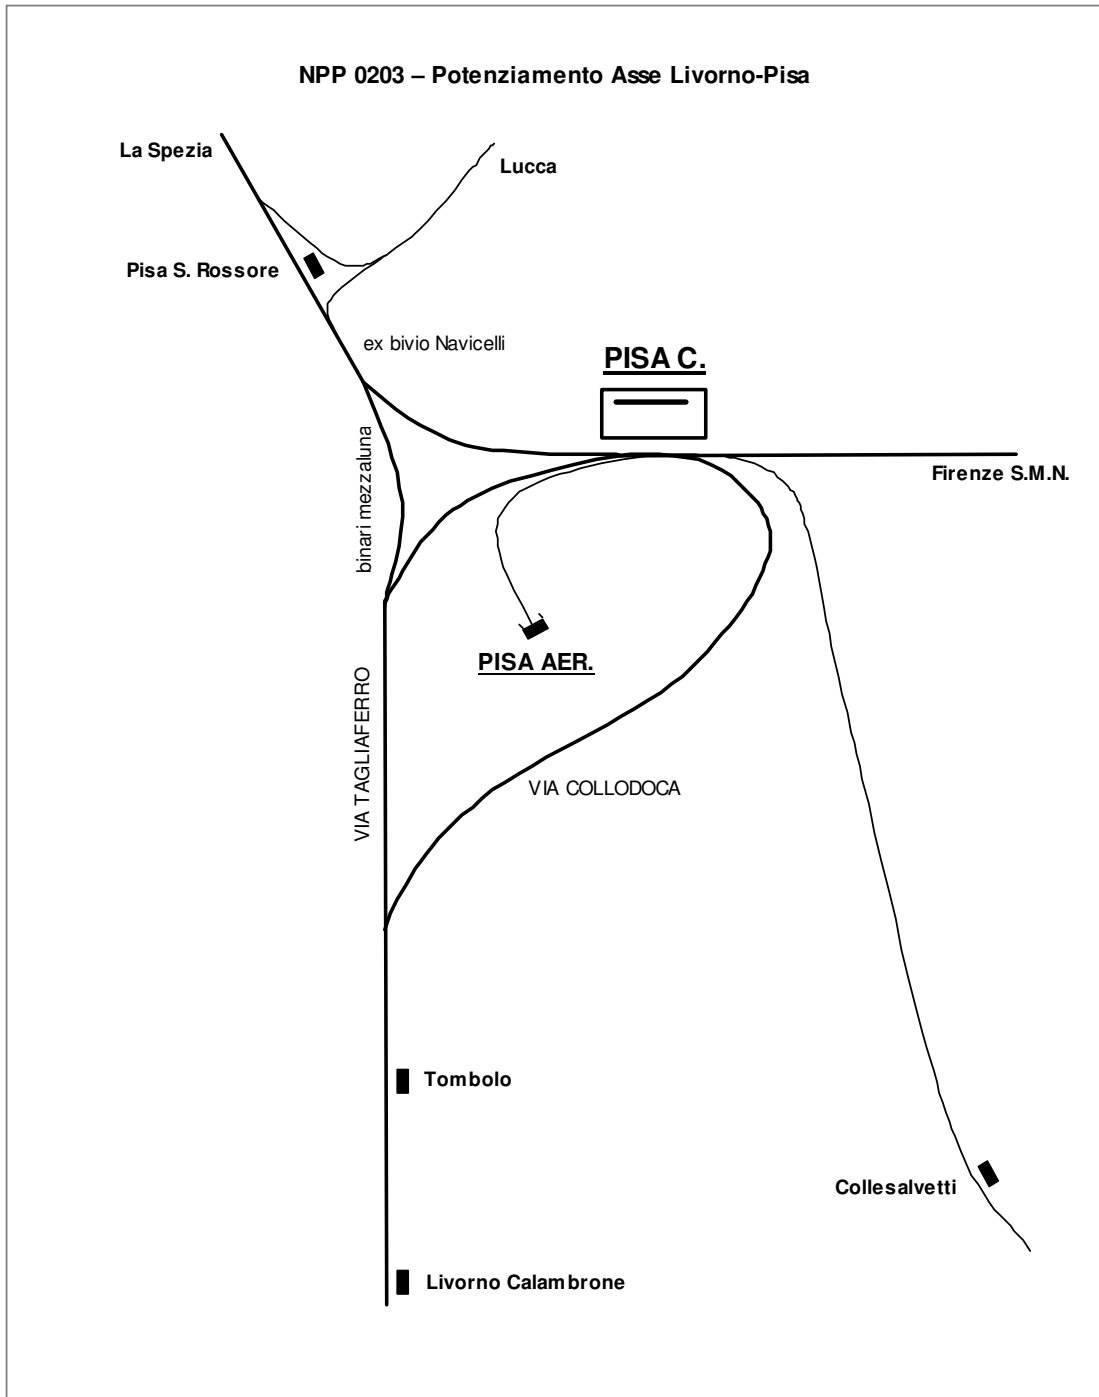 NPP 0203 – Potenziamento Asse Livorno-Pisa
La Spezia
Lucca
Pisa S. Rossore
ex bivio Navicelli
PISA C.
binari mezzaluna
Firenze S.M.N.
PISA AER.
VIA TAGLIAFERRO
VIA COLLODOCA
Tombolo
Collesalvetti
Livorno Calambrone